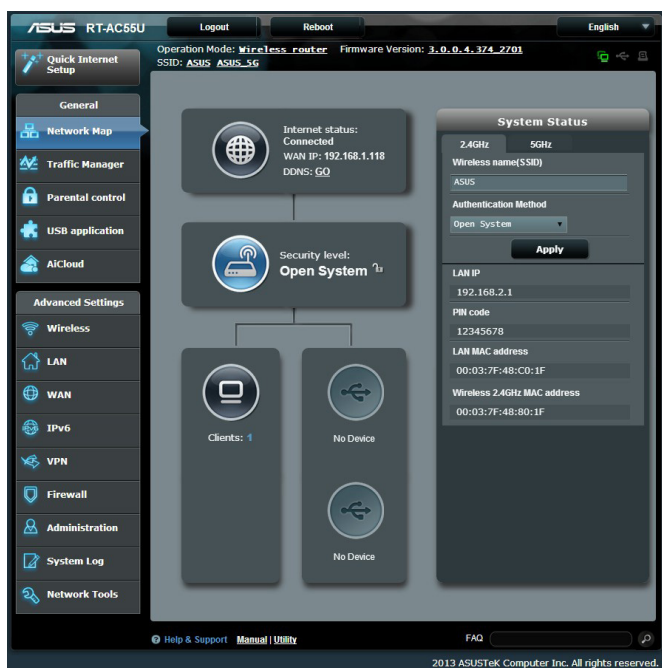 ASUS RT-AC55U Logout Reboot English
Quick Internet Setup
Operation Mode: Wireless router Firmware Version: 3.0.0.4.374_2701
SSID: ASUS ASUS_5G
General
Network Map
Traffic Manager
Parental control
USB application
AiCloud
Advanced Settings
Wireless
LAN
WAN
IPv6
VPN
Firewall
Administration
System Log
Network Tools
Internet status:
Connected
WAN IP: 192.168.1.118
DDNS: GO
Security level:
Open System
Clients: 1
No Device
No Device
System Status
2.4GHz 5GHz
Wireless name(SSID)
ASUS
Authentication Method
Open System
Apply
LAN IP
192.168.2.1
PIN code
12345678
LAN MAC address
00:03:7F:48:C0:1F
Wireless 2.4GHz MAC address
00:03:7F:48:80:1F
Help & Support Manual | Utility FAQ
2013 ASUSTeK Computer Inc. All rights reserved.